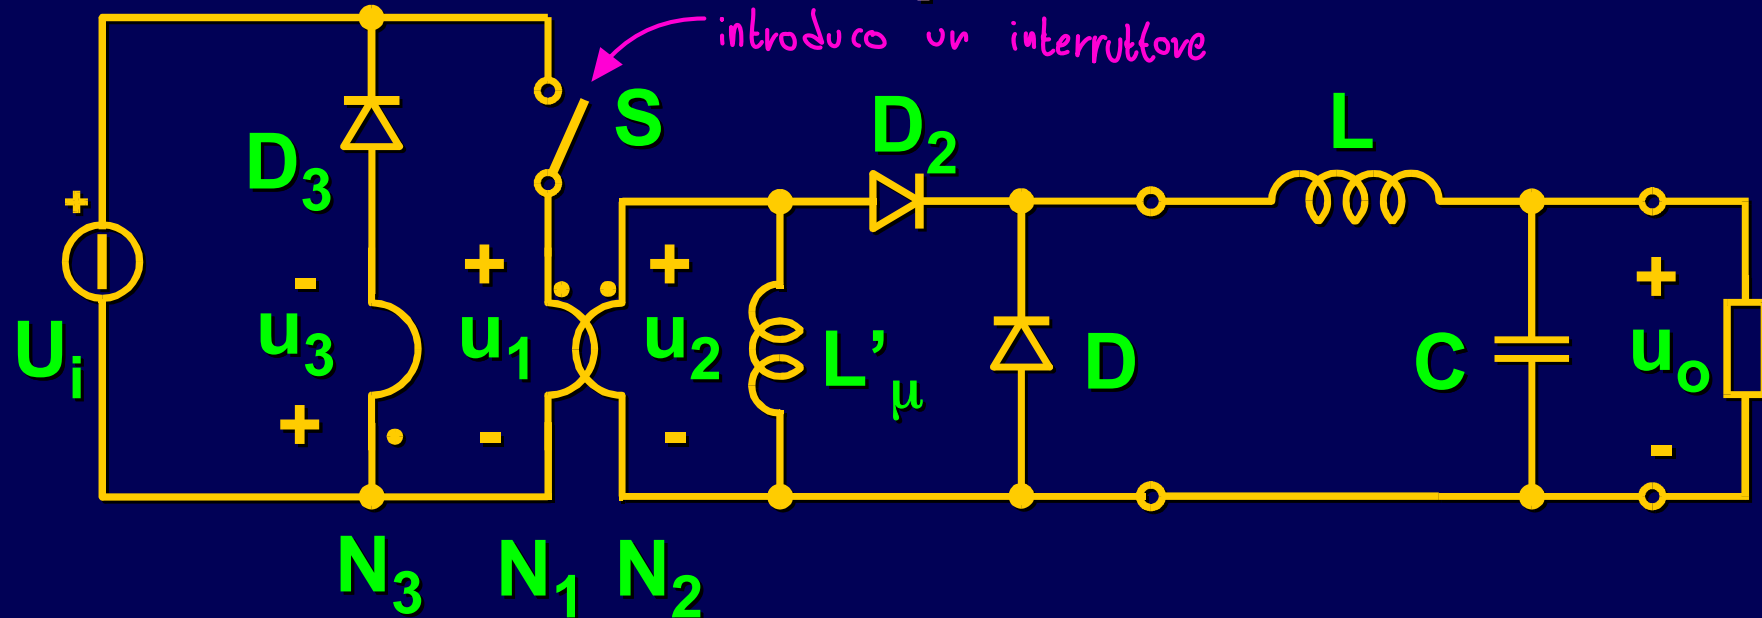 introduco un interruttore
S
D2
L
D3
+
- + + +
Ui u3 u1 u2 L'μ D C uo
+ - - -
N3 N1 N2